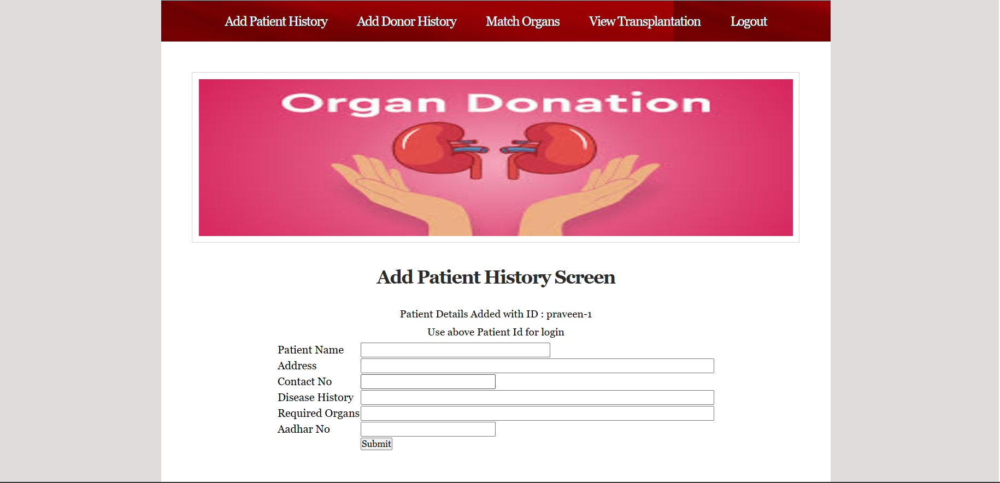 Add Patient History Add Donor History Match Organs View Transplantation Logout
Organ Donation
Add Patient History Screen
Patient Details Added with ID : praveen-1
Use above Patient Id for login
Patient Name
Address
Contact No
Disease History
Required Organs
Aadhar No
Submit